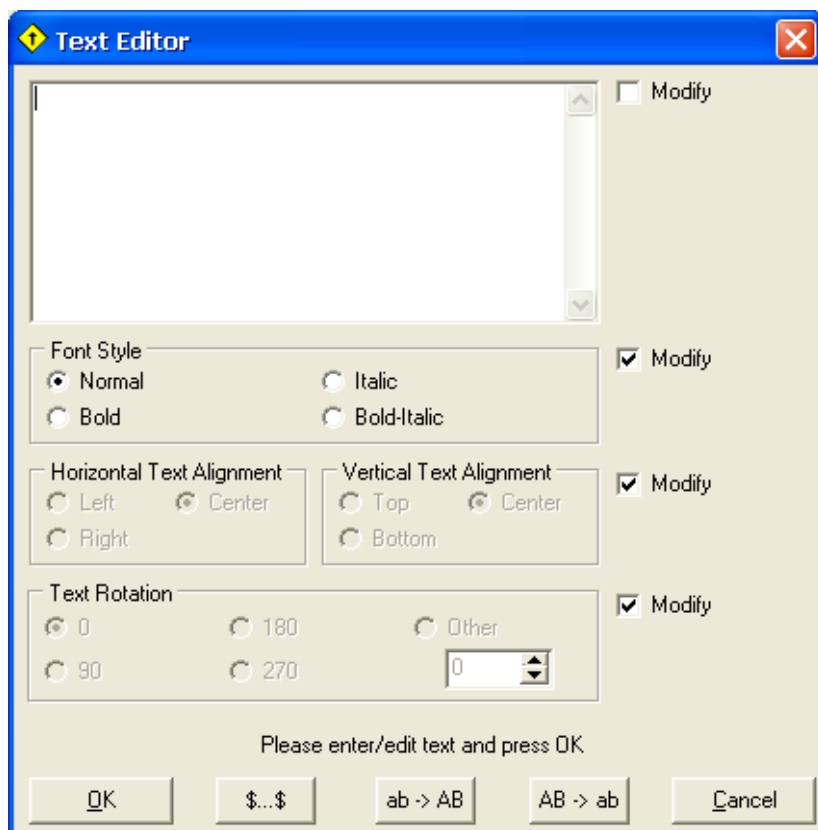 Text Editor
Modify
Font Style
Modify
Normal
Italic
Bold
Bold-Italic
Horizontal Text Alignment
Vertical Text Alignment
Modify
Left
Center
Top
Center
Right
Bottom
Text Rotation
Modify
0
180
Other
90
270
0
Please enter/edit text and press OK
OK
$...$
ab -> AB
AB -> ab
Cancel